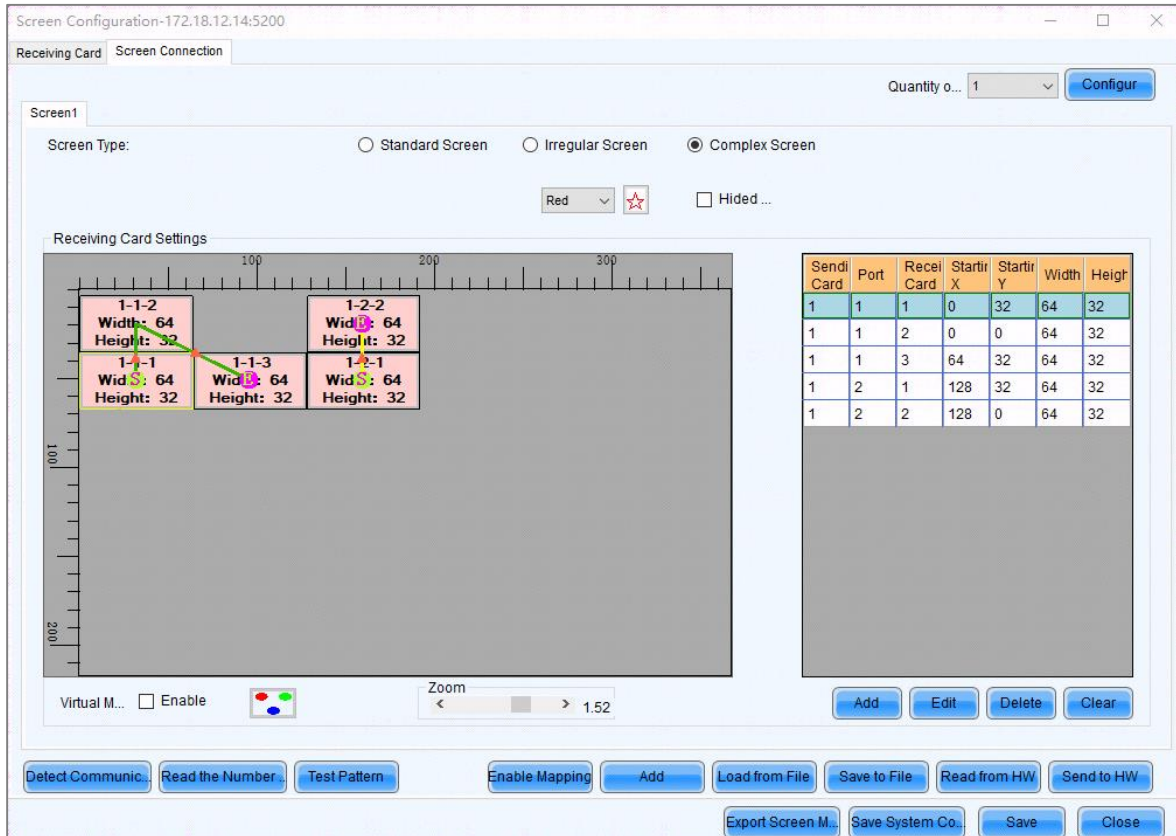 Screen Configuration-172.18.12.14:5200
Receiving Card Screen Connection
Quantity o... 1 Configur
Screen1
Screen Type: Standard Screen Irregular Screen Complex Screen
Red Hided ...
Receiving Card Settings
100 200 300
1-1-2 1-2-2
Width: 64 Width: 64
Height: 32 Height: 32
1-1-1 1-1-3 1-2-1
Width: 64 Width: 64 Width: 64
Height: 32 Height: 32 Height: 32
S E S E
100
200
Sendi Card Port Recei Card Startir X Startir Y Width Heigh
1 1 1 0 32 64 32
1 1 2 0 0 64 32
1 1 3 64 32 64 32
1 2 1 128 32 64 32
1 2 2 128 0 64 32
Virtual M... Enable Zoom 1.52
Add Edit Delete Clear
Detect Communic... Read the Number... Test Pattern Enable Mapping Add Load from File Save to File Read from HW Send to HW
Export Screen M... Save System Co... Save Close